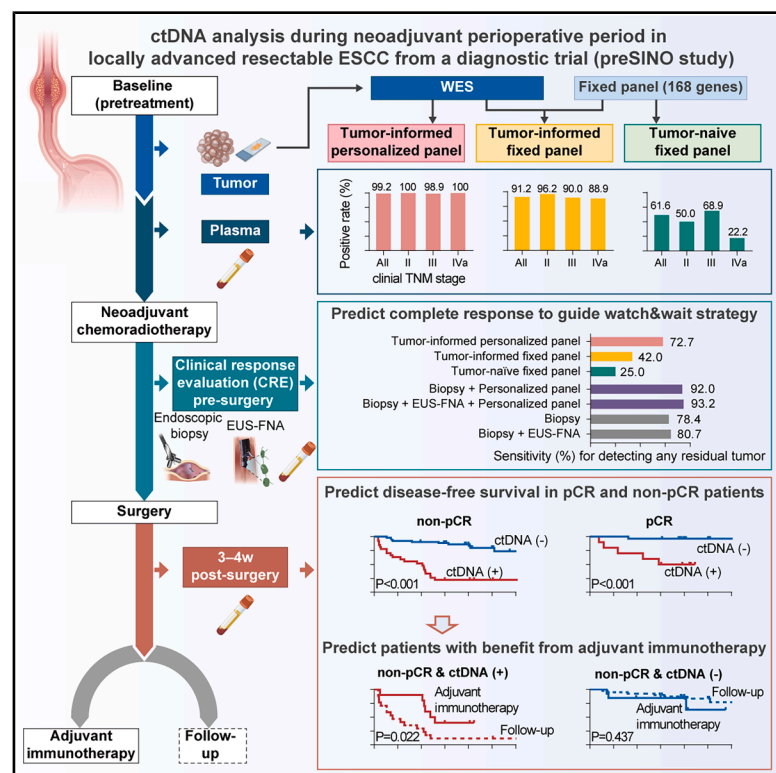 ctDNA analysis during neoadjuvant perioperative period in
locally advanced resectable ESCC from a diagnostic trial (preSINO study)
Baseline
(pretreatment)
WES
Fixed panel (168 genes)
Tumor-informed
personalized panel
Tumor-informed
fixed panel
Tumor-naive
fixed panel
Tumor
Plasma
Positive rate (%)
99.2 100 98.9 100
All II III IVa
clinial TNM stage
91.2 96.2 90.0 88.9
All II III IVa
61.6 50.0 68.9 22.2
All II III IVa
Neoadjuvant
chemoradiotherapy
Clinical response
evaluation (CRE)
pre-surgery
Endoscopic
biopsy
EUS-FNA
Predict complete response to guide watch&wait strategy
Tumor-informed personalized panel 72.7
Tumor-informed fixed panel 42.0
Tumor-naïve fixed panel 25.0
Biopsy + Personalized panel 92.0
Biopsy + EUS-FNA + Personalized panel 93.2
Biopsy 78.4
Biopsy + EUS-FNA 80.7
Sensitivity (%) for detecting any residual tumor
Surgery
3–4w
post-surgery
Predict disease-free survival in pCR and non-pCR patients
non-pCR
ctDNA (-)
ctDNA (+)
P<0.001
pCR
ctDNA (-)
ctDNA (+)
P<0.001
Predict patients with benefit from adjuvant immunotherapy
non-pCR & ctDNA (+)
Adjuvant
immunotherapy
Follow-up
P=0.022
non-pCR & ctDNA (-)
Follow-up
Adjuvant
immunotherapy
P=0.437
Adjuvant
immunotherapy
Follow-
up